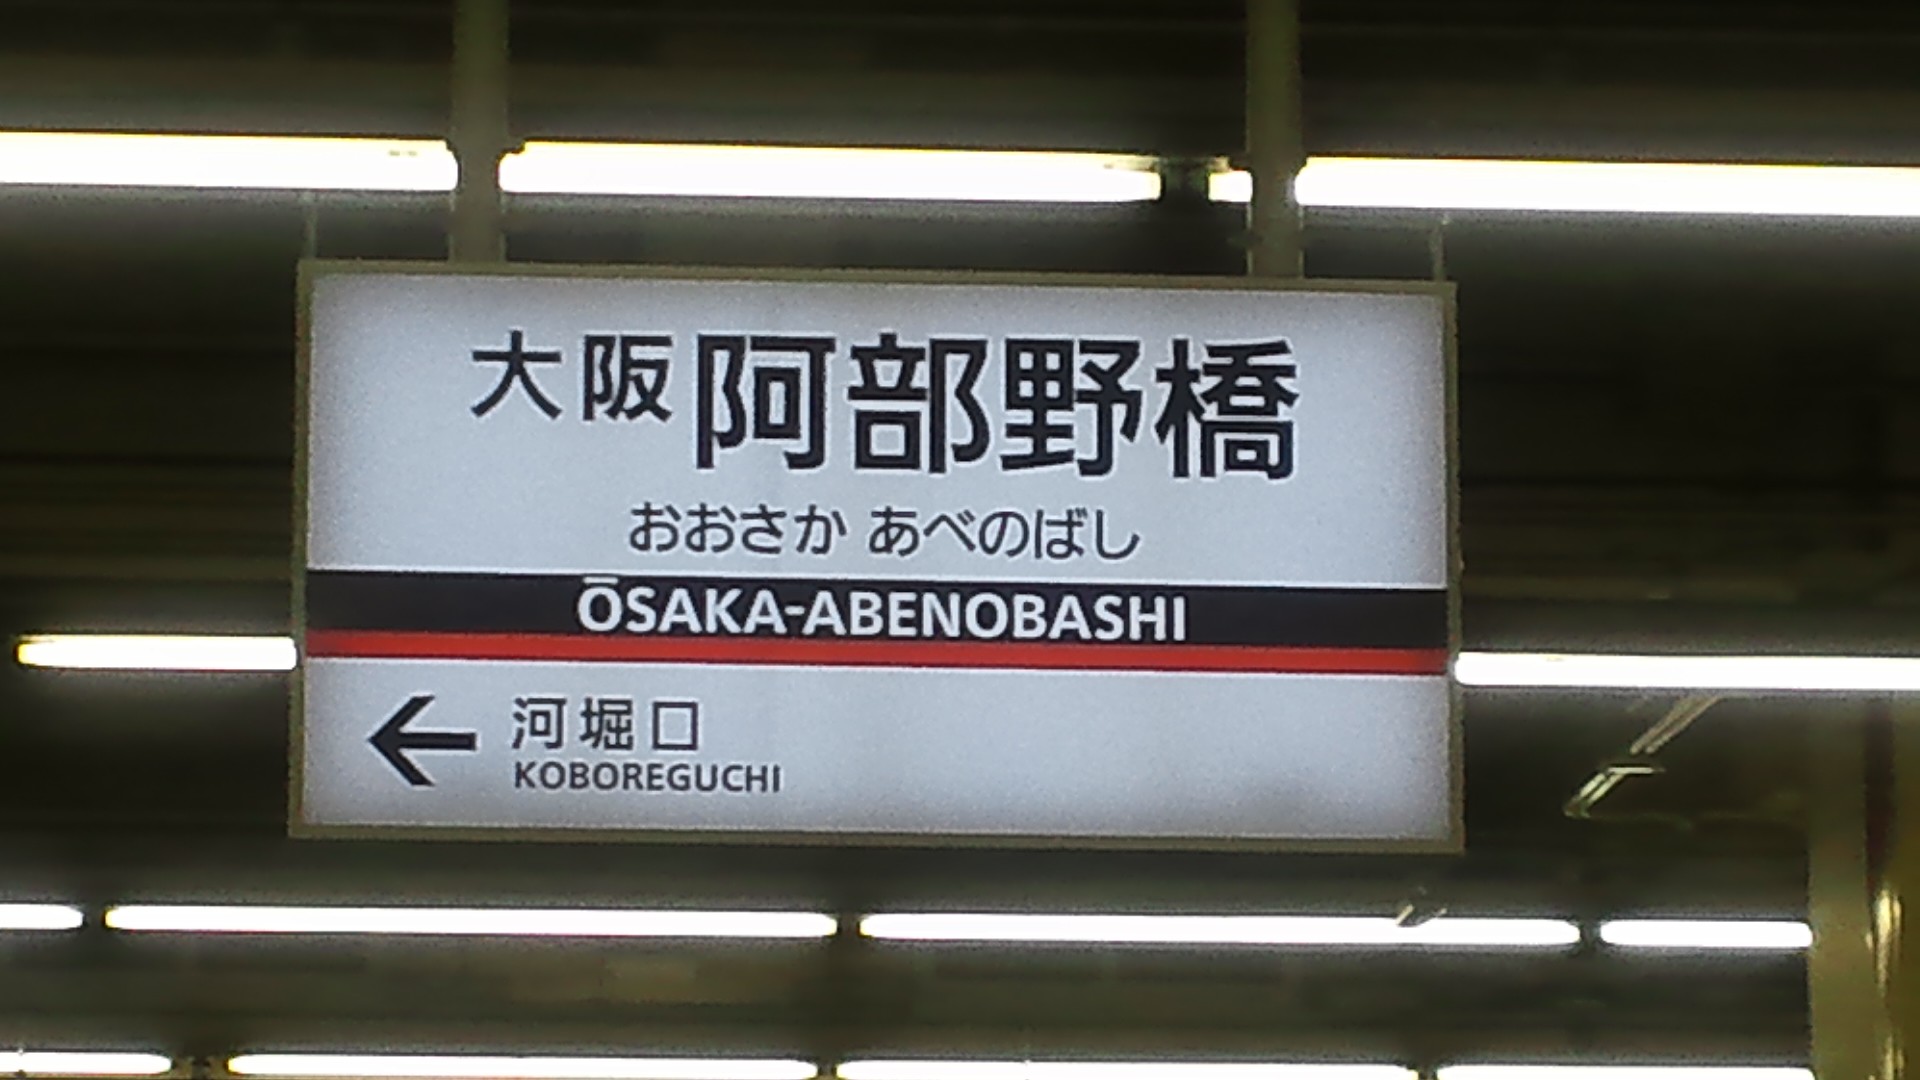 大阪阿部野橋
おおさか あべのばし
ŌSAKA-ABENOBASHI
← 河堀口
KOBOREGUCHI